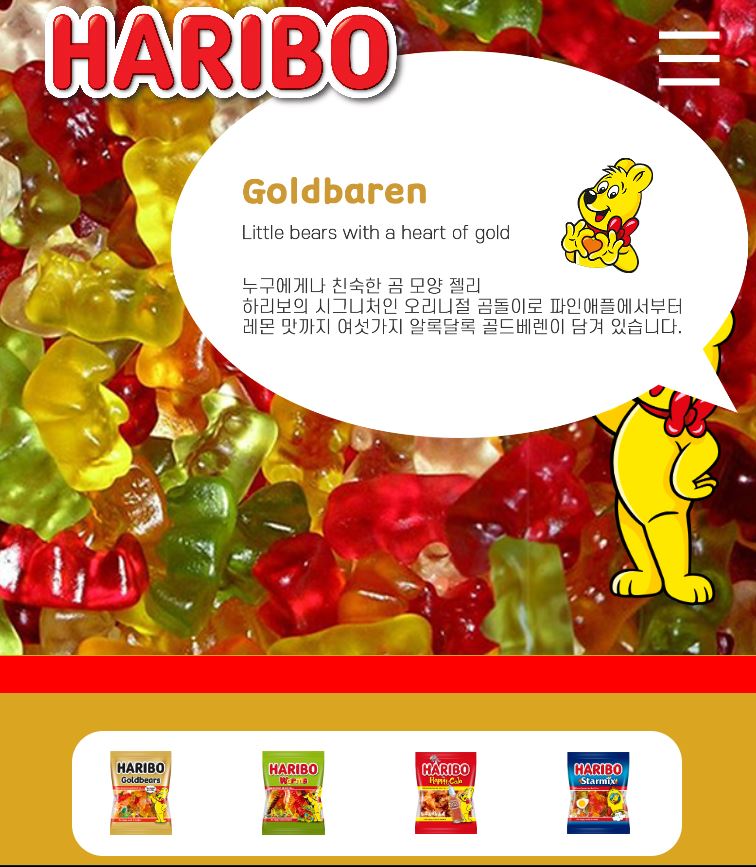 HARIBO
Goldbaren
Little bears with a heart of gold
누구에게나 친숙한 곰 모양 젤리
하리보의 시그니처인 오리니절 곰돌이로 파인애플에서부터
레몬 맛까지 여섯가지 알록달록 골드베렌이 담겨 있습니다.
HARIBO
Goldbears
HARIBO
Worms
HARIBO
Happy Cola
HARIBO
Starmix